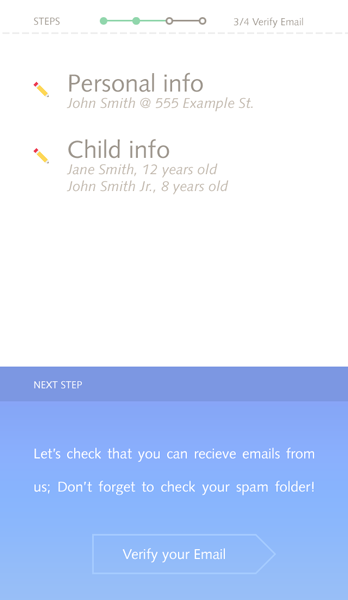 STEPS
3/4 Verify Email
Personal info
John Smith @ 555 Example St.
Child info
Jane Smith, 12 years old
John Smith Jr., 8 years old
NEXT STEP
Let's check that you can recieve emails from
us; Don't forget to check your spam folder!
Verify your Email